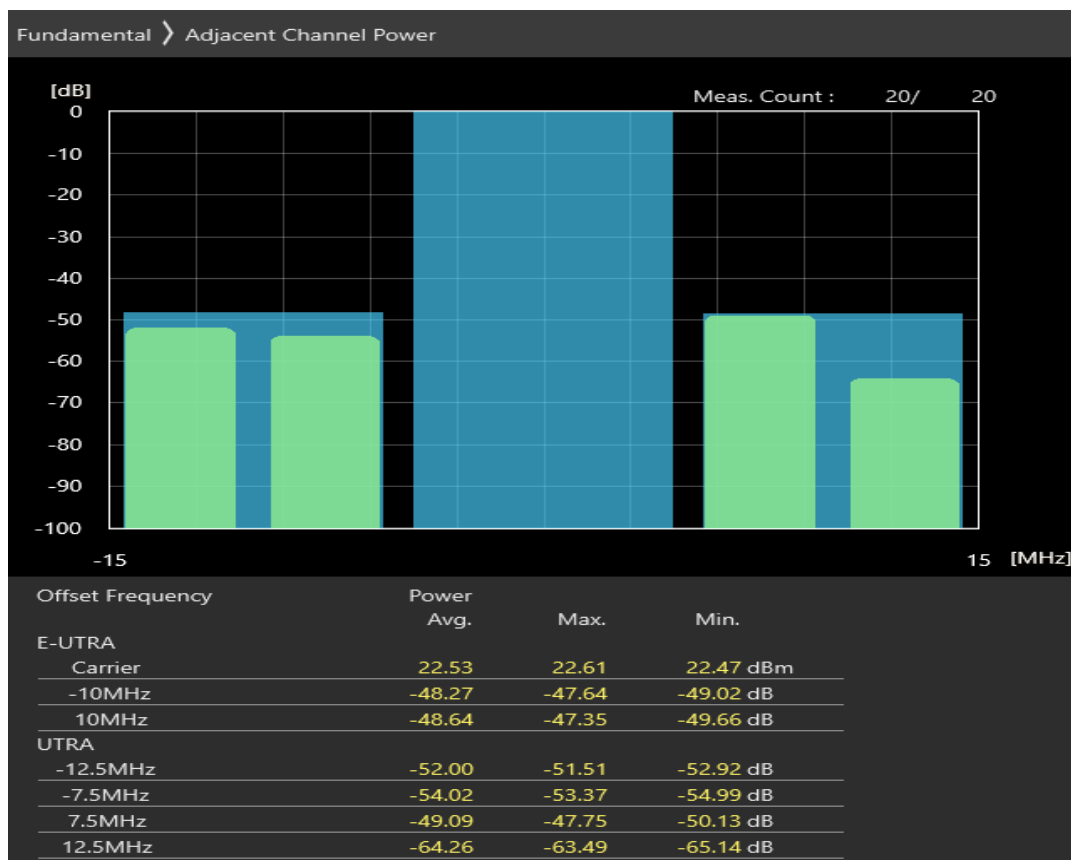 Fundamental 》 Adjacent Channel Power
[dB]
Meas. Count : 20/ 20
0
-10
-20
-30
-40
-50
-60
-70
-80
-90
-100
-15 15 [MHz]
Offset Frequency Power
Avg. Max. Min.
E-UTRA
Carrier 22.53 22.61 22.47 dBm
-10MHz -48.27 -47.64 -49.02 dB
10MHz -48.64 -47.35 -49.66 dB
UTRA
-12.5MHz -52.00 -51.51 -52.92 dB
-7.5MHz -54.02 -53.37 -54.99 dB
7.5MHz -49.09 -47.75 -50.13 dB
12.5MHz -64.26 -63.49 -65.14 dB